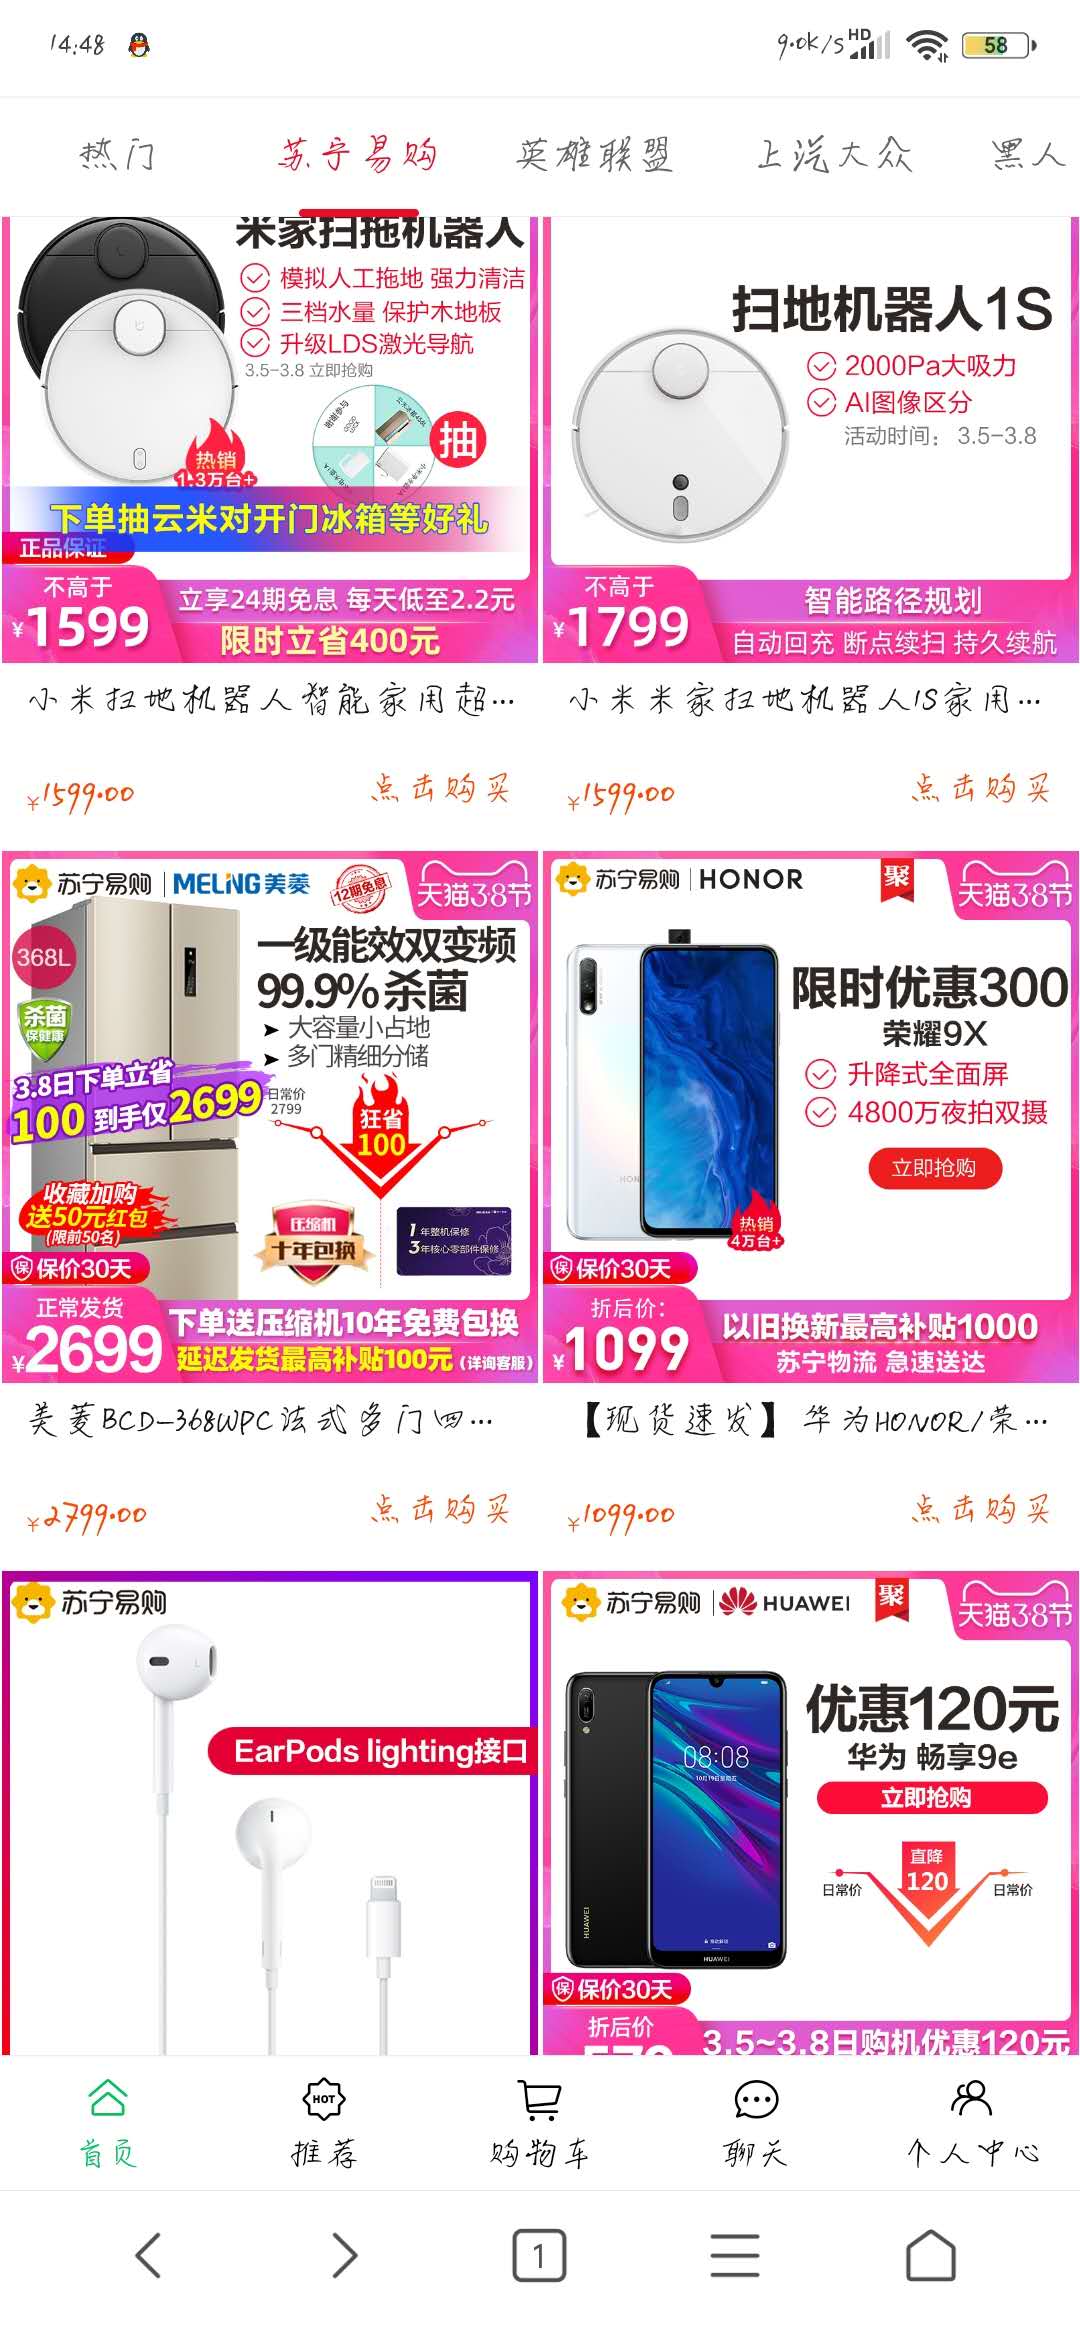 14:48
9.0K/s HD 58
热门 苏宁易购 英雄联盟 上汽大众 黑人
米家扫拖机器人
模拟人工拖地 强力清洁
三档水量 保护木地板
升级LDS激光导航
3.5-3.8 立即抢购
谢谢参与
GOOD LUCK
抽
热销
1.3万台+
下单抽云米对开门冰箱等好礼
正品保证
不高于
¥1599
立享24期免息 每天低至2.2元
限时立省400元
小米扫地机器人智能家用超...
¥1599.00 点击购买
扫地机器人1S
2000Pa大吸力
AI图像区分
活动时间： 3.5-3.8
不高于
¥1799
智能路径规划
自动回充 断点续扫 持久续航
小米米家扫地机器人1S家用...
¥1599.00 点击购买
苏宁易购 MELING美菱 12期免息 天猫38节
368L
一级能效双变频
99.9%杀菌
大容量小占地
多门精细分储
杀菌
保健康
3.8日下单立省
100 到手仅2699
日常价
2799
狂省
100
收藏加购
送50元红包
(限前50名)
压缩机
十年包换
1年整机保修
3年核心零部件保修
保 保价30天
正常发货
¥2699
下单送压缩机10年免费包换
延迟发货最高补贴100元 (详询客服)
美菱BCD-368WPC法式多门四...
¥2799.00 点击购买
苏宁易购 HONOR 聚 天猫38节
限时优惠300
荣耀9X
升降式全面屏
4800万夜拍双摄
立即抢购
HON
热销
4万台+
保 保价30天
折后价：
¥1099
以旧换新最高补贴1000
苏宁物流 急速送达
【现货速发】华为HONOR/荣...
¥1099.00 点击购买
苏宁易购
EarPods lighting接口
L
苏宁易购 HUAWEI 聚 天猫38节
优惠120元
华为 畅享9e
立即抢购
08:08
10月19日星期五
直降
120
日常价 日常价
HUAWEI
HUAWEI
保 保价30天
折后价
3.5~3.8日购机优惠120元
HOT
首页 推荐 购物车 聊天 个人中心
1